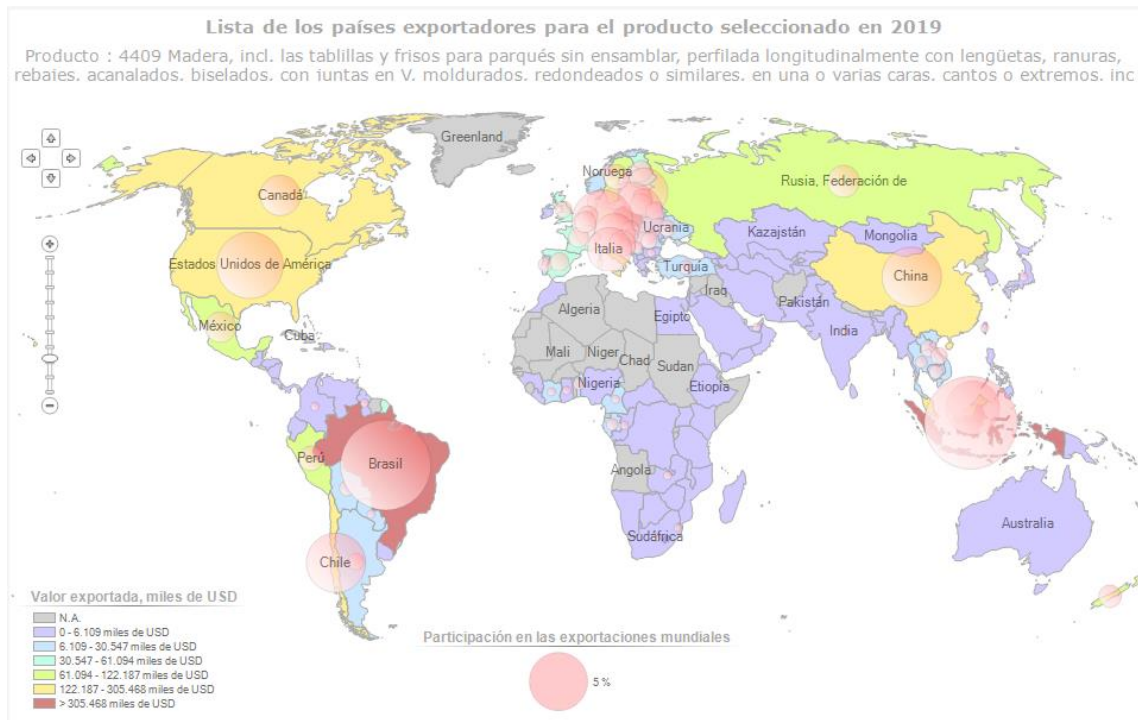 Lista de los países exportadores para el producto seleccionado en 2019
Producto : 4409 Madera, incl. las tablillas y frisos para parqués sin ensamblar, perfilada longitudinalmente con lengüetas, ranuras,
rebajes. acanalados. biselados. con juntas en V. moldurados. redondeados o similares. en una o varias caras. cantos o extremos. inc
Greenland
Noruega
Canadá
Rusia, Federación de
Ucrania
Kazajstán
Mongolia
Italia
Estados Unidos de América
Turquia
China
Iraq
Pakistán
México
Cuba
Algeria
Egipto
India
Mali
Niger
Chad
Sudan
Nigeria
Etiopía
Perú
Brasil
Angola
Australia
Sudáfrica
Chile
Valor exportada, miles de USD
N.A.
0 - 6.109 miles de USD
6.109 - 30.547 miles de USD
30.547 - 61.094 miles de USD
61.094 - 122.187 miles de USD
122.187 - 305.468 miles de USD
> 305.468 miles de USD
Participación en las exportaciones mundiales
5 %